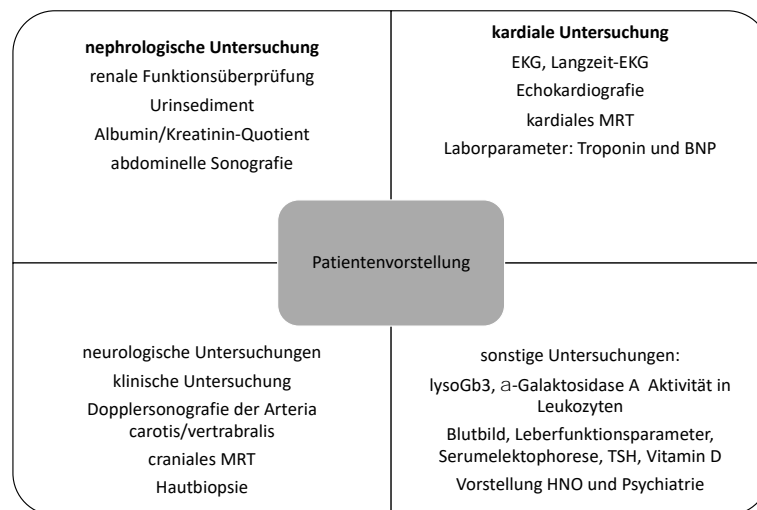 nephrologische Untersuchung
renale Funktionsüberprüfung
Urinsediment
Albumin/Kreatinin-Quotient
abdominelle Sonografie
kardiale Untersuchung
EKG, Langzeit-EKG
Echokardiografie
kardiales MRT
Laborparameter: Troponin und BNP
Patientenvorstellung
neurologische Untersuchungen
klinische Untersuchung
Dopplersonografie der Arteria
carotis/vertrabralis
craniales MRT
Hautbiopsie
sonstige Untersuchungen:
lysoGb3, a-Galaktosidase A Aktivität in
Leukozyten
Blutbild, Leberfunktionsparameter,
Serumelektophorese, TSH, Vitamin D
Vorstellung HNO und Psychiatrie